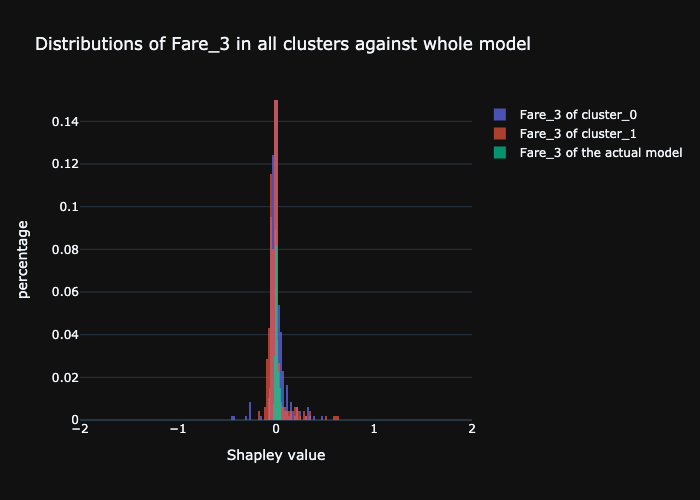 Distributions of Fare_3 in all clusters against whole model
Fare_3 of cluster_0
Fare_3 of cluster_1
Fare_3 of the actual model
percentage
0.14
0.12
0.1
0.08
0.06
0.04
0.02
0
−2
−1
0
1
2
Shapley value